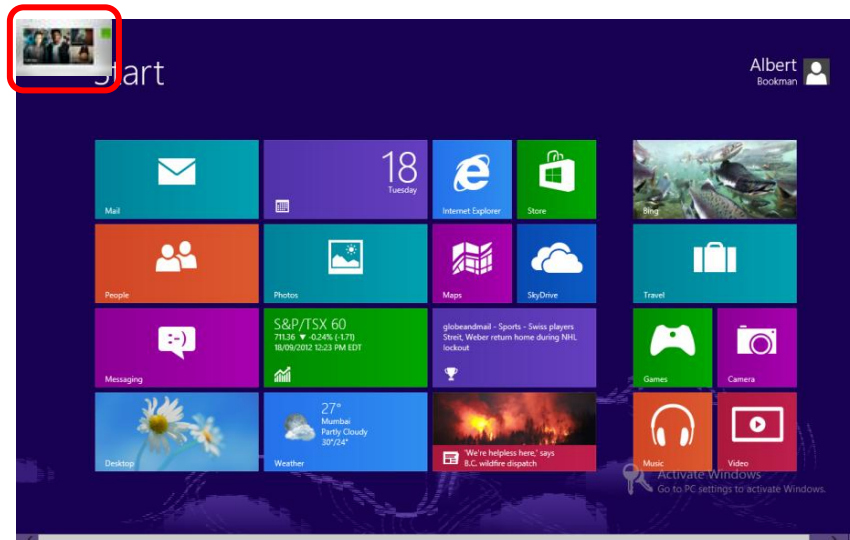 Start
Albert
Bookman
Mail
18
Tuesday
Internet Explorer
Store
Bing
People
Photos
Maps
SkyDrive
Travel
Messaging
:-)
S&P/TSX 60
711.36 ▼ -0.24% (-1.71)
18/09/2012 12:23 PM EDT
globeandmail - Sports - Swiss players
Streit, Weber return home during NHL
lockout
Games
Camera
Desktop
27°
Mumbai
Partly Cloudy
30°/24°
Weather
'We're helpless here,' says
B.C. wildfire dispatch
Music
Video
Activate Windows
Go to PC settings to activate Windows.